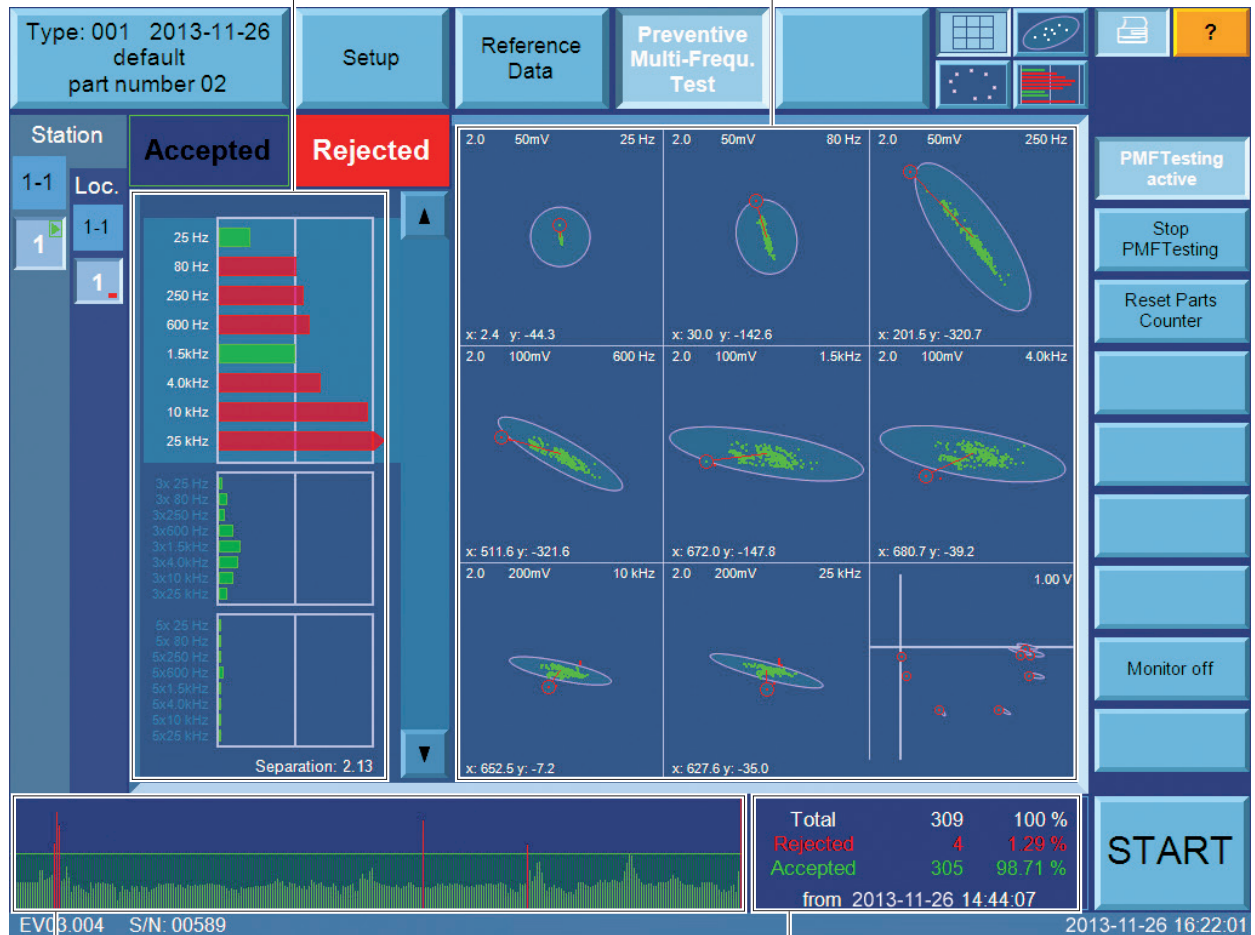 Type: 001 2013-11-26
default
part number 02
Setup
Reference
Data
Preventive
Multi-Frequ.
Test
?
Station
1-1
Loc.
1
1-1
1
Accepted
Rejected
25 Hz
80 Hz
250 Hz
600 Hz
1.5kHz
4.0kHz
10 kHz
25 kHz
3x 25 Hz
3x 80 Hz
3x250 Hz
3x600 Hz
3x1.5kHz
3x4.0kHz
3x10 kHz
3x25 kHz
5x 25 Hz
5x 80 Hz
5x250 Hz
5x600 Hz
5x1.5kHz
5x4.0kHz
5x10 kHz
5x25 kHz
Separation: 2.13
2.0 50mV 25 Hz
x: 2.4 y: -44.3
2.0 50mV 80 Hz
x: 30.0 y: -142.6
2.0 50mV 250 Hz
x: 201.5 y: -320.7
2.0 100mV 600 Hz
x: 511.6 y: -321.6
2.0 100mV 1.5kHz
x: 672.0 y: -147.8
2.0 100mV 4.0kHz
x: 680.7 y: -39.2
2.0 200mV 10 kHz
x: 652.5 y: -7.2
2.0 200mV 25 kHz
x: 627.6 y: -35.0
1.00 V
PMFTesting
active
Stop
PMFTesting
Reset Parts
Counter
Monitor off
START
Total 309 100 %
Rejected 4 1.29 %
Accepted 305 98.71 %
from 2013-11-26 14:44:07
EV03.004 S/N: 00589
2013-11-26 16:22:01